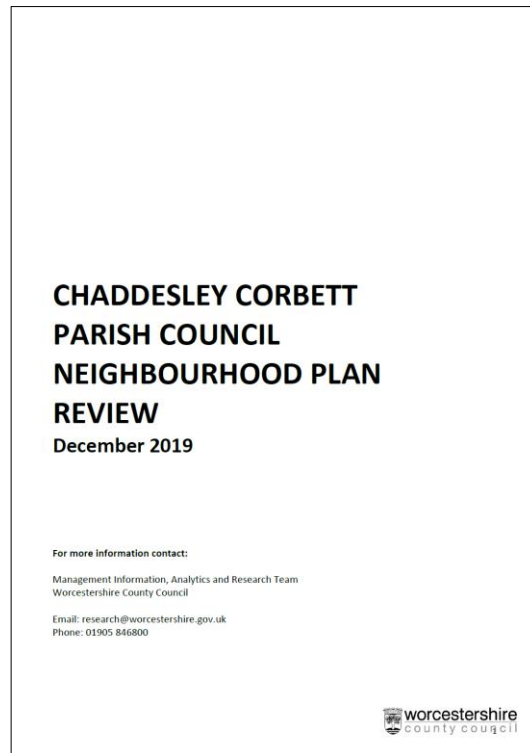 CHADDESLEY CORBETT
PARISH COUNCIL
NEIGHBOURHOOD PLAN
REVIEW
December 2019
For more information contact:
Management Information, Analytics and Research Team
Worcestershire County Council
Email: research@worcestershire.gov.uk
Phone: 01905 846800
worcestershire
county council
1